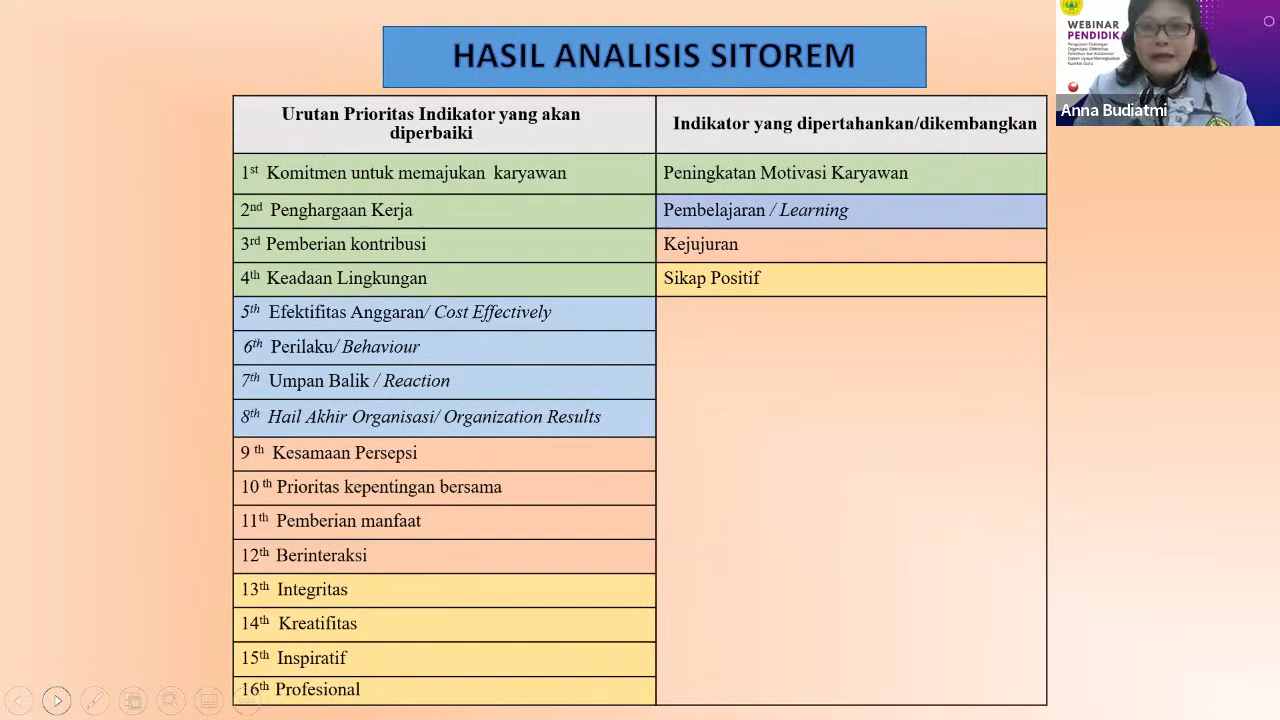 HASIL ANALISIS SITOREM
Urutan Prioritas Indikator yang akan
diperbaiki
Indikator yang dipertahankan/dikembangkan
1st Komitmen untuk memajukan karyawan
Peningkatan Motivasi Karyawan
2nd Penghargaan Kerja
Pembelajaran / Learning
3rd Pemberian kontribusi
Kejujuran
4th Keadaan Lingkungan
Sikap Positif
5th Efektifitas Anggaran/ Cost Effectively
6th Perilaku/ Behaviour
7th Umpan Balik / Reaction
8th Hail Akhir Organisasi/ Organization Results
9 th Kesamaan Persepsi
10 th Prioritas kepentingan bersama
11th Pemberian manfaat
12th Berinteraksi
13th Integritas
14th Kreatifitas
15th Inspiratif
16th Profesional
WEBINAR
PENDIDIKA
Anna Budiatmi